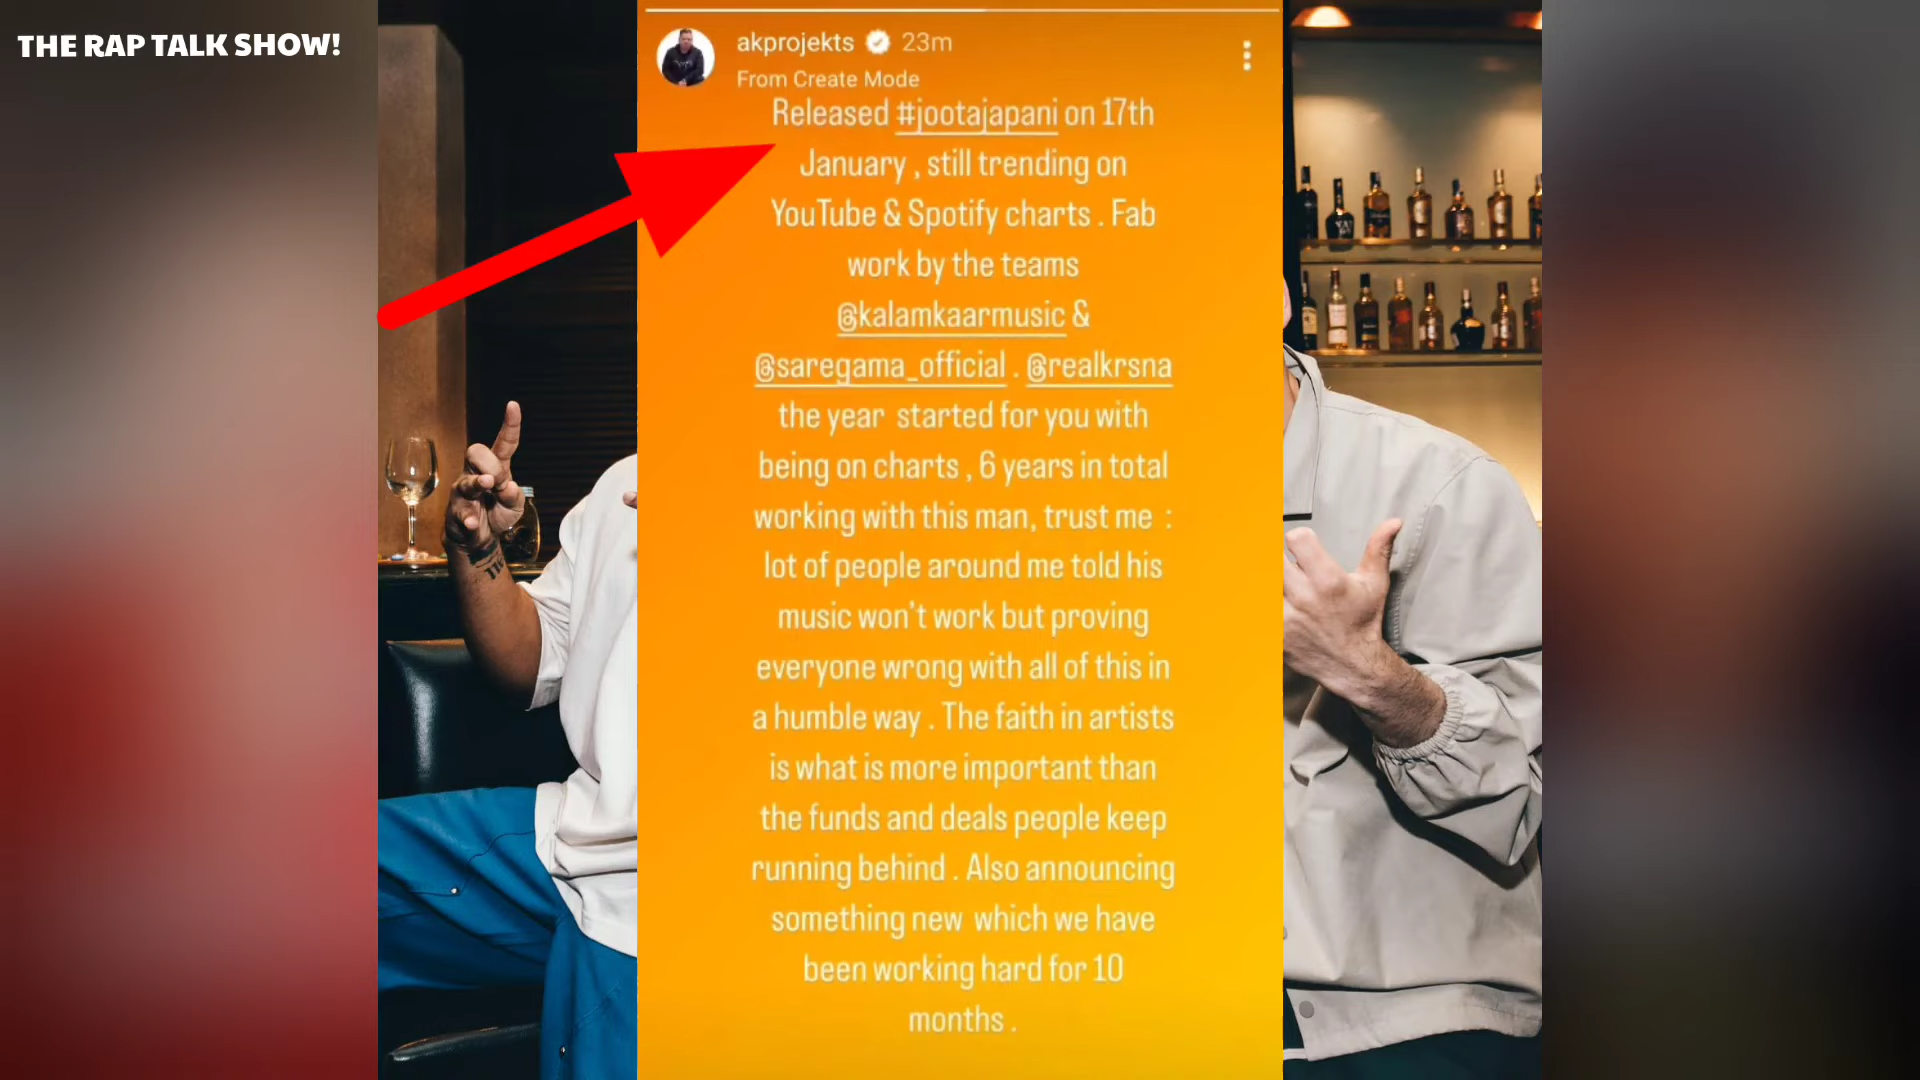 THE RAP TALK SHOW!
akprojekts 23m
From Create Mode
Released #jootajapani on 17th
January , still trending on
YouTube & Spotify charts . Fab
work by the teams
@kalamkaarmusic &
@saregama_official . @realkrsna
the year started for you with
being on charts , 6 years in total
working with this man, trust me :
lot of people around me told his
music won't work but proving
everyone wrong with all of this in
a humble way . The faith in artists
is what is more important than
the funds and deals people keep
running behind . Also announcing
something new which we have
been working hard for 10
months .